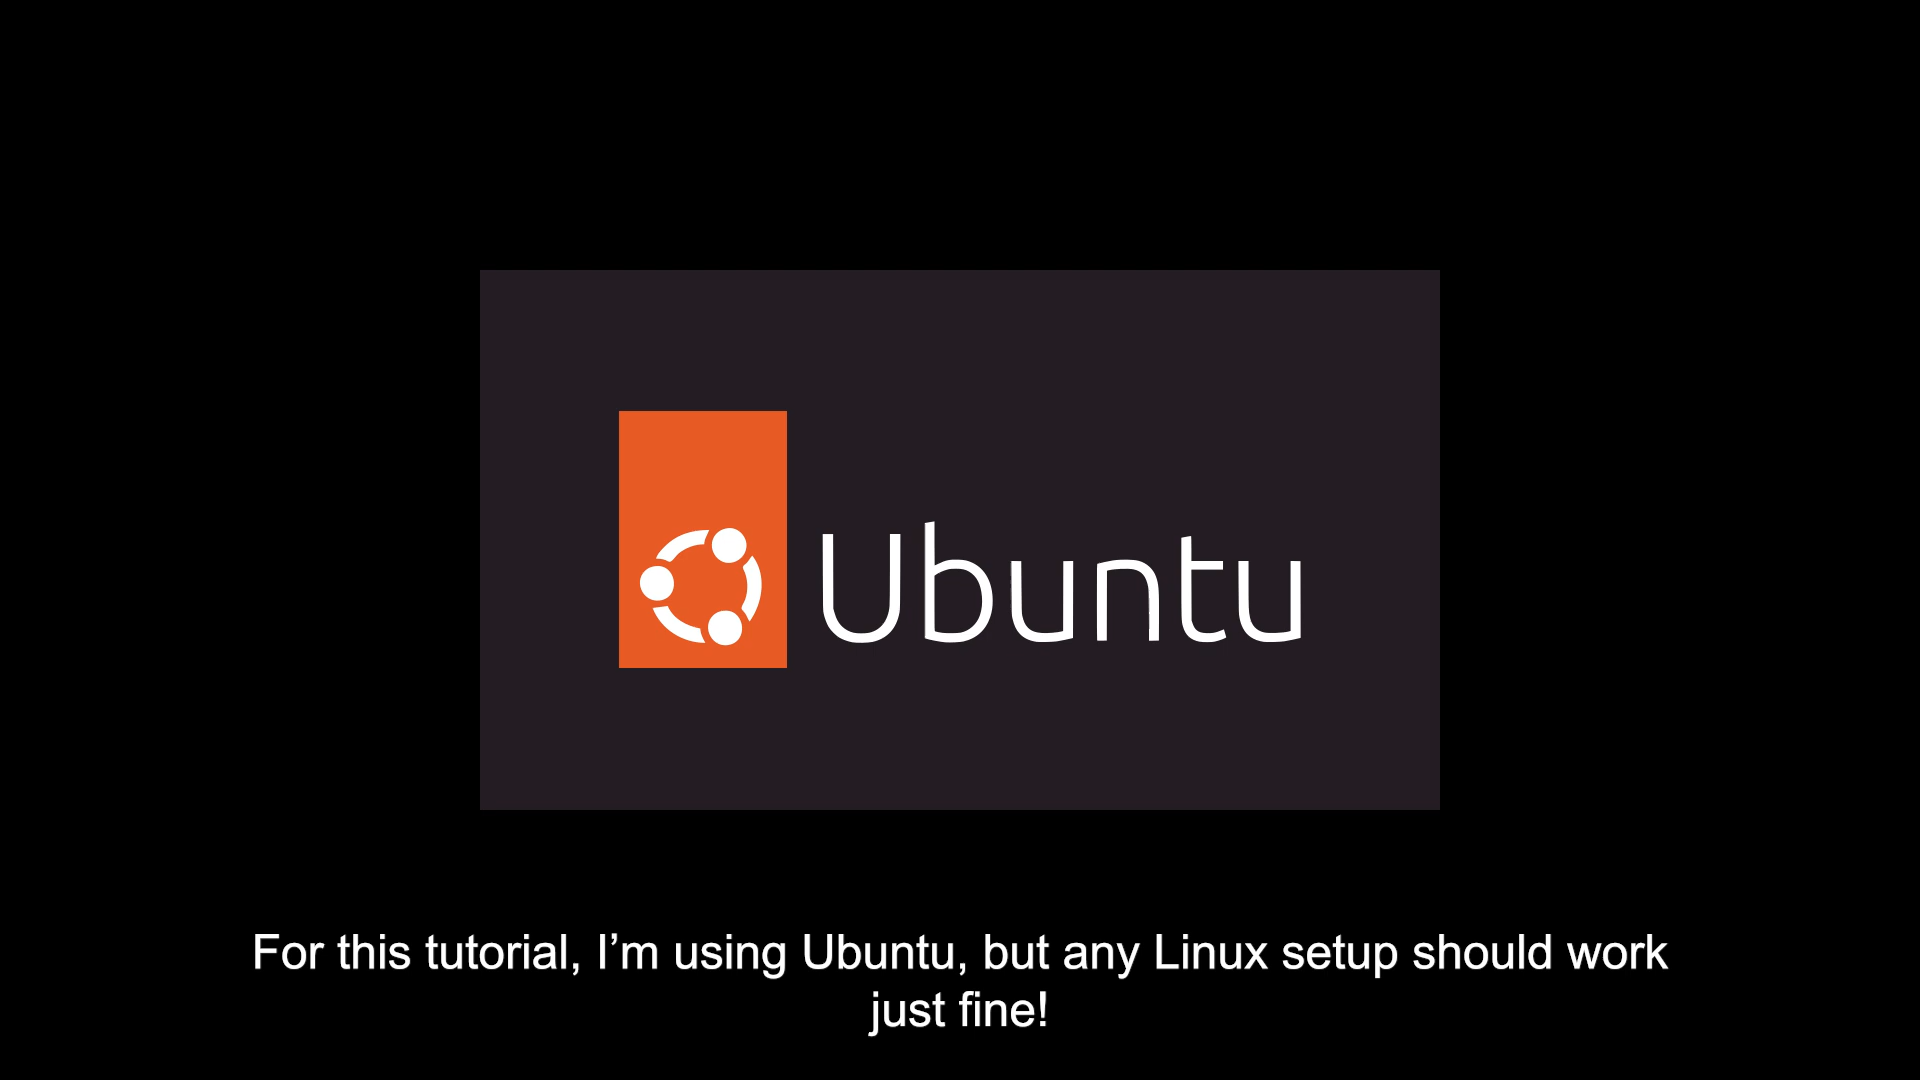 Ubuntu
For this tutorial, I’m using Ubuntu, but any Linux setup should work
just fine!